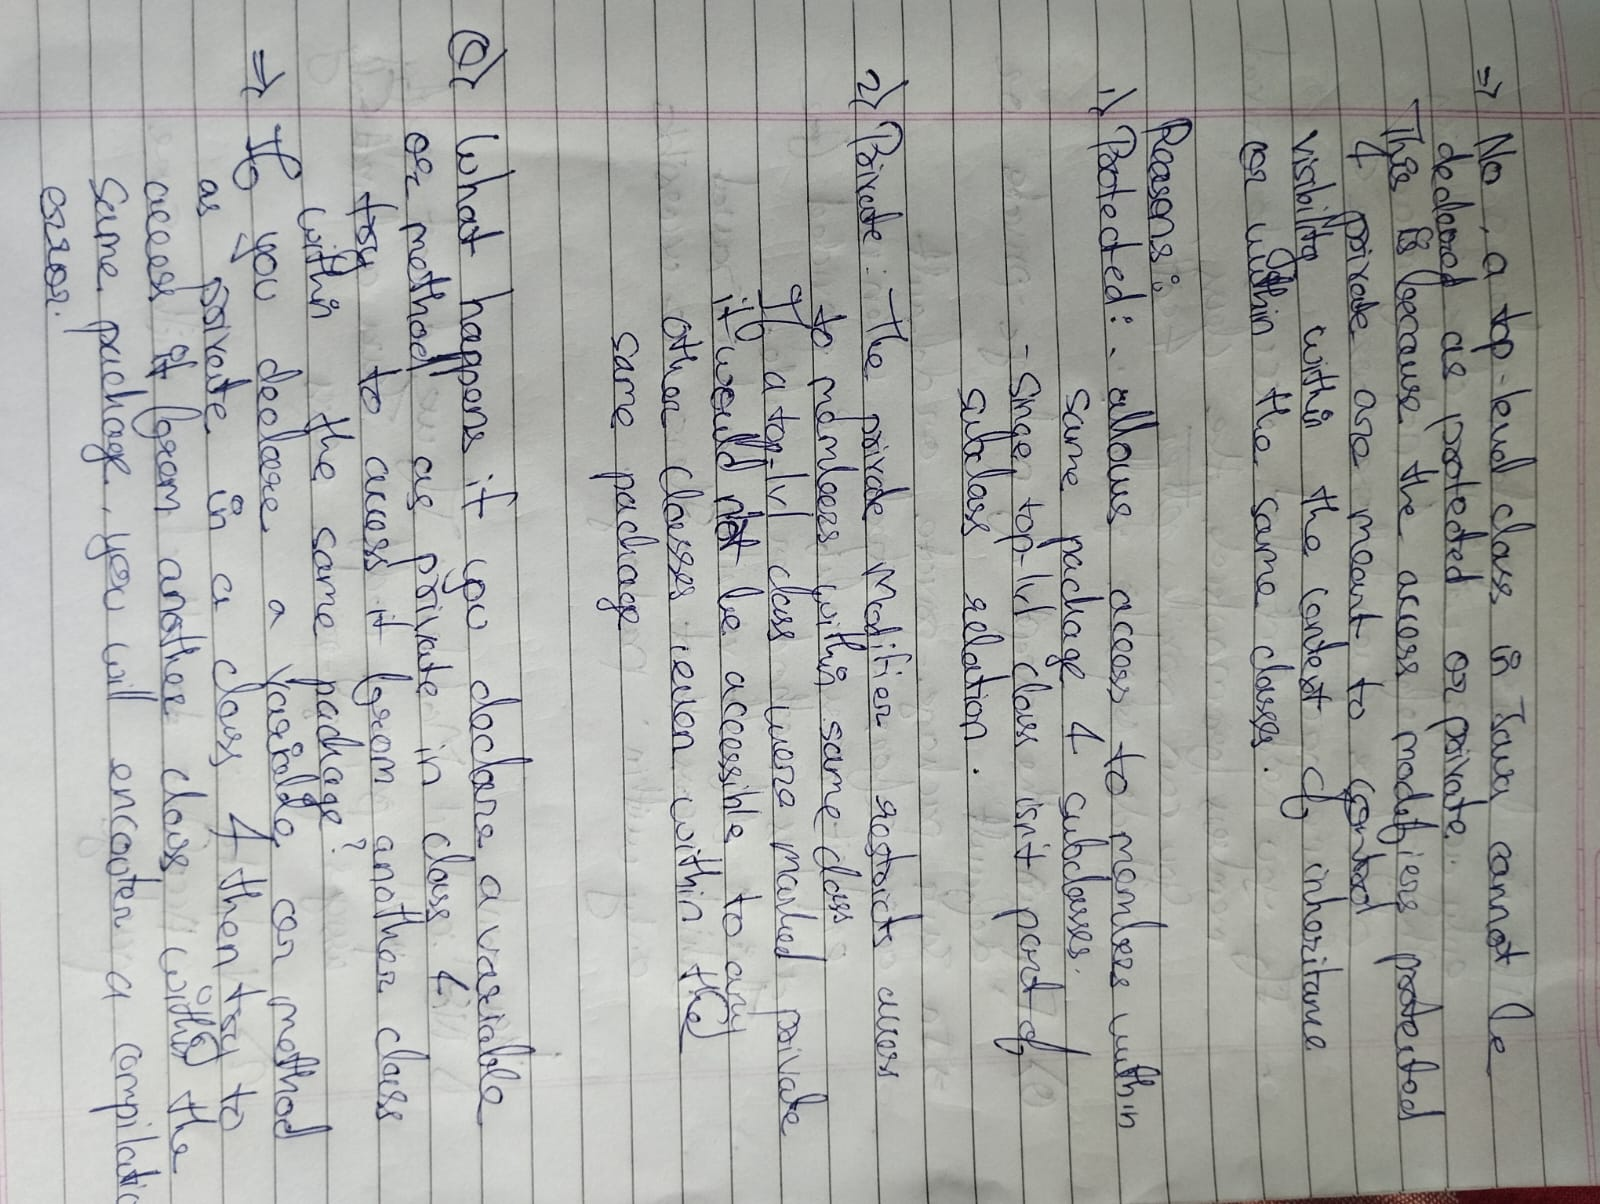 => No, a top-level class in Java cannot be
declared as protected or private.
This is because the access modifiers protected
& private are meant to control
visibility within the context of inheritance
or within the same classes.
Reasons:
1) Protected: - allows access to members within
same package & subclasses.
- Singe top-lvl class isn't part of
subclass relation.
2) Private: the private Modifier restricts access
to members within same class
if a top-lvl class were marked private
it would not be accessible to any
other classes even within the
same package
Q) What happens if you declare a variable
or method as private in class &
try to access it from another class
within the same package?
=> If you declare a variable or method
as private in a class & then try to
access it from another class within the
same package, you will encouter a compilatio
error.